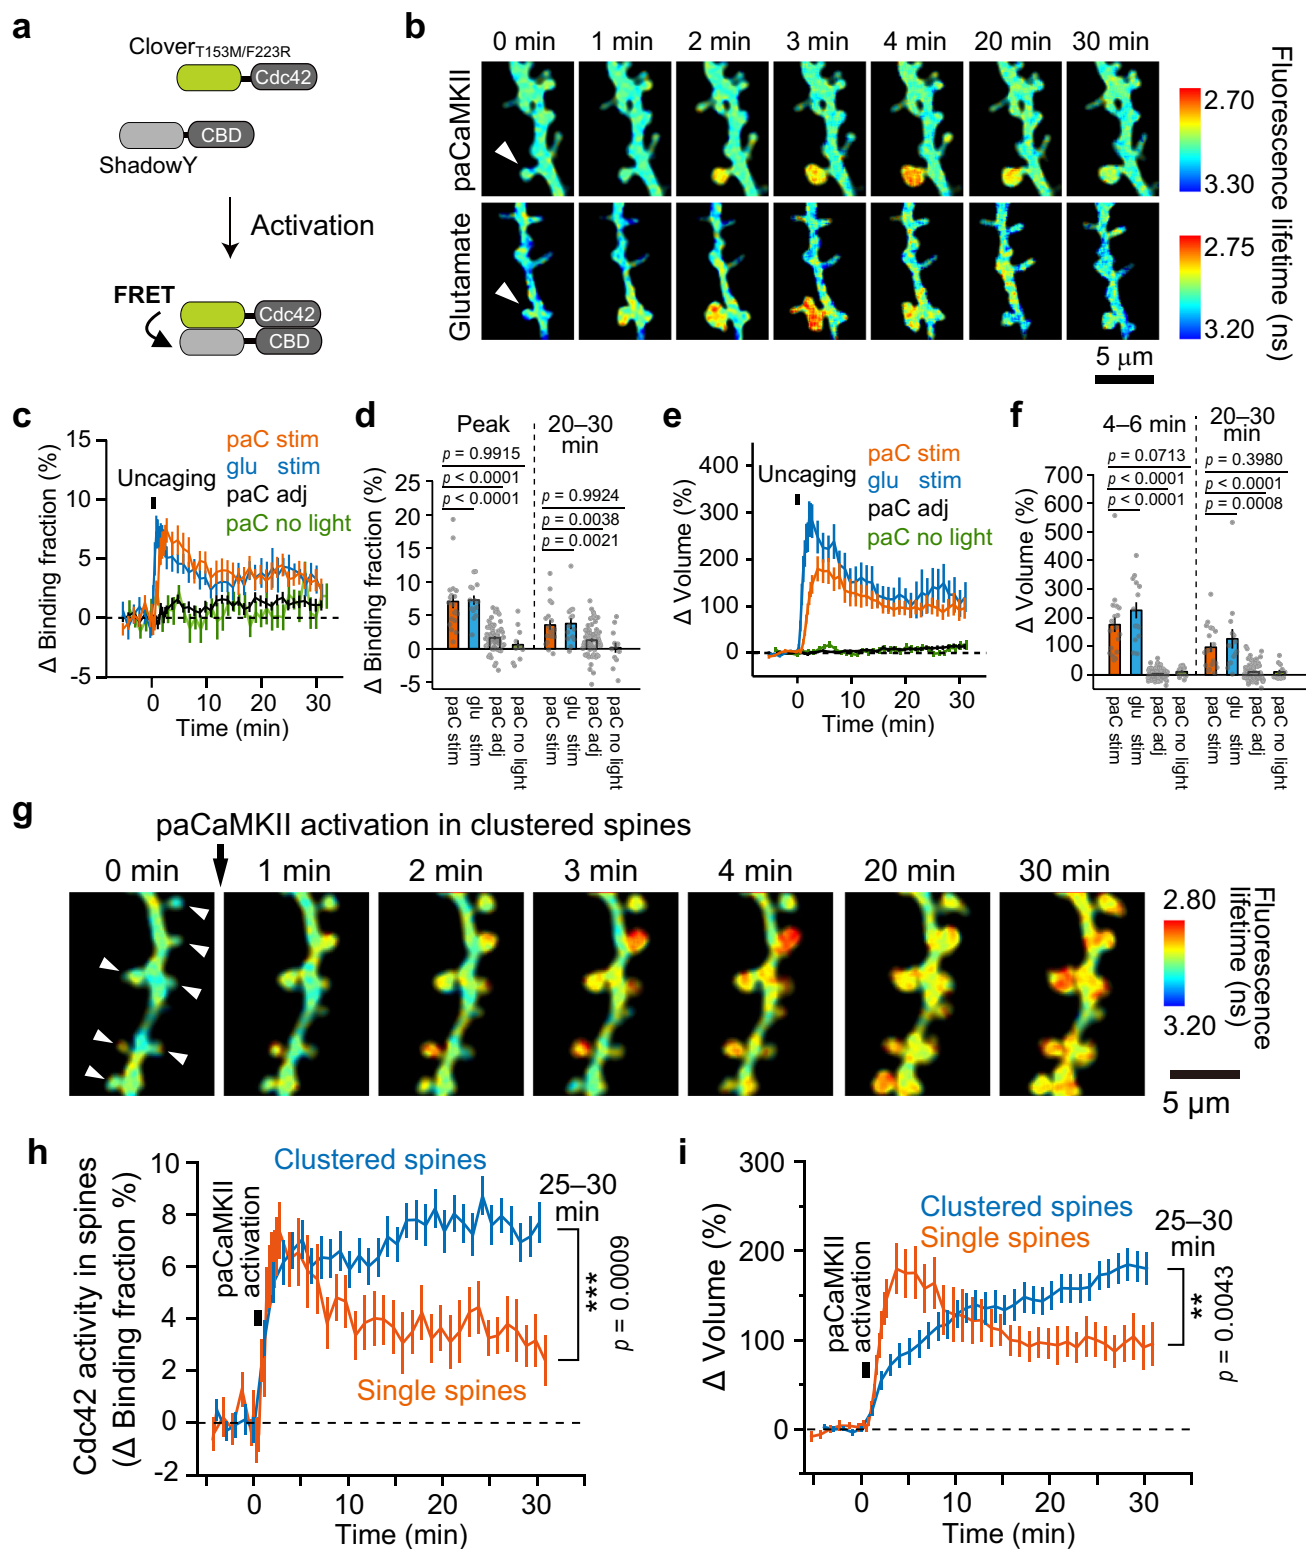 a
Clover T153M/F223R
Cdc42
CBD
ShadowY
Activation
FRET
Cdc42
CBD
b
0 min 1 min 2 min 3 min 4 min 20 min 30 min
paCaMKII
Glutamate
2.70
3.30
2.75
3.20
Fluorescence lifetime (ns)
5 μm
c
15
10
5
0
-5
Δ Binding fraction (%)
Uncaging
paC stim
glu stim
paC adj
paC no light
0 10 20 30
Time (min)
d
Peak
20–30
min
p = 0.9915
p < 0.0001
p < 0.0001
p = 0.9924
p = 0.0038
p = 0.0021
25
20
15
10
5
0
-5
Δ Binding fraction (%)
paC stim
glu stim
paC adj
paC no light
paC stim
glu stim
paC adj
paC no light
e
400
300
200
100
0
Δ Volume (%)
Uncaging
paC stim
glu stim
paC adj
paC no light
0 10 20 30
Time (min)
f
4–6 min
20–30
min
p = 0.0713
p < 0.0001
p < 0.0001
p = 0.3980
p < 0.0001
p = 0.0008
700
600
500
400
300
200
100
0
Δ Volume (%)
paC stim
glu stim
paC adj
paC no light
paC stim
glu stim
paC adj
paC no light
g
paCaMKII activation in clustered spines
0 min 1 min 2 min 3 min 4 min 20 min 30 min
2.80
3.20
Fluorescence
lifetime (ns)
5 μm
h
10
8
6
4
2
0
-2
Cdc42 activity in spines
(Δ Binding fraction %)
paCaMKII
activation
Clustered spines
Single spines
25–30
min
***
p = 0.0009
0 10 20 30
Time (min)
i
300
200
100
0
Δ Volume (%)
paCaMKII
activation
Clustered spines
Single spines
25–30
min
**
p = 0.0043
0 10 20 30
Time (min)